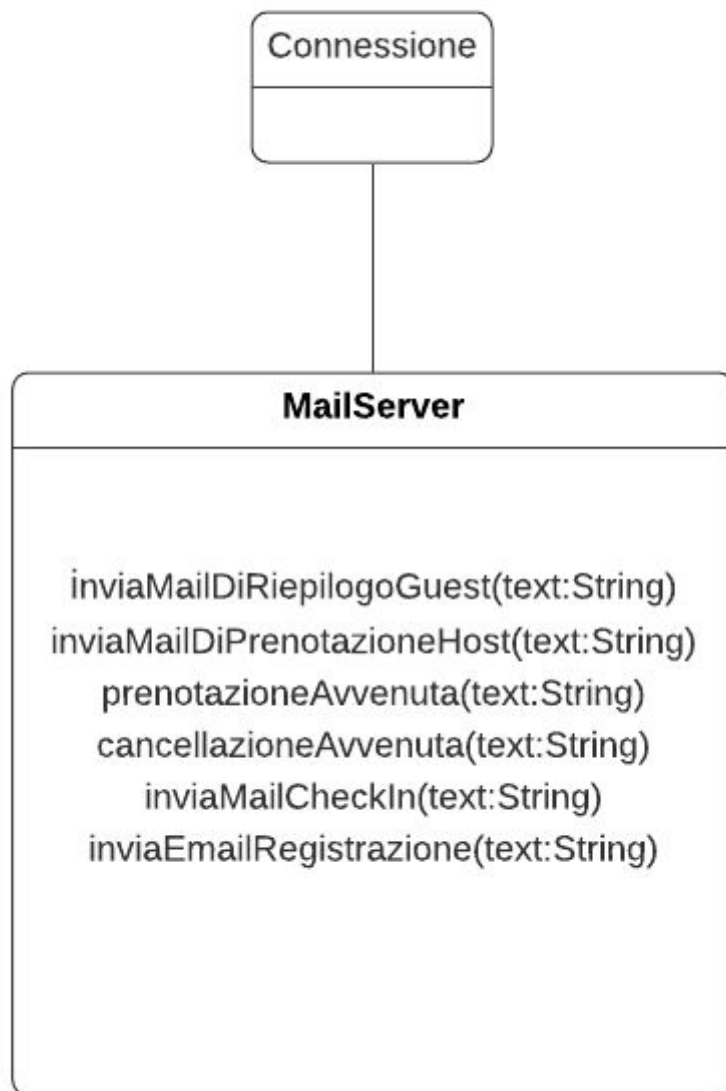 Connessione
MailServer
inviaMailDiRiepilogoGuest(text:String)
inviaMailDiPrenotazioneHost(text:String)
prenotazioneAvvenuta(text:String)
cancellazioneAvvenuta(text:String)
inviaMailCheckIn(text:String)
inviaEmailRegistrazione(text:String)